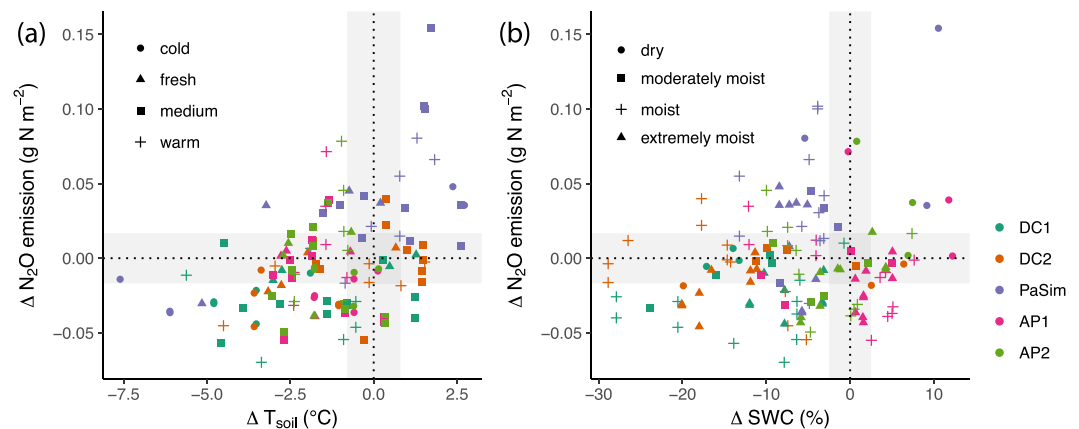 (a)
Δ N₂O emission (g N m⁻²)
0.15
0.10
0.05
0.00
−0.05
cold
fresh
medium
warm
−7.5 −5.0 −2.5 0.0 2.5
Δ Tsoil (°C)
(b)
Δ N₂O emission (g N m⁻²)
0.15
0.10
0.05
0.00
−0.05
dry
moderately moist
moist
extremely moist
−30 −20 −10 0 10
Δ SWC (%)
DC1
DC2
PaSim
AP1
AP2